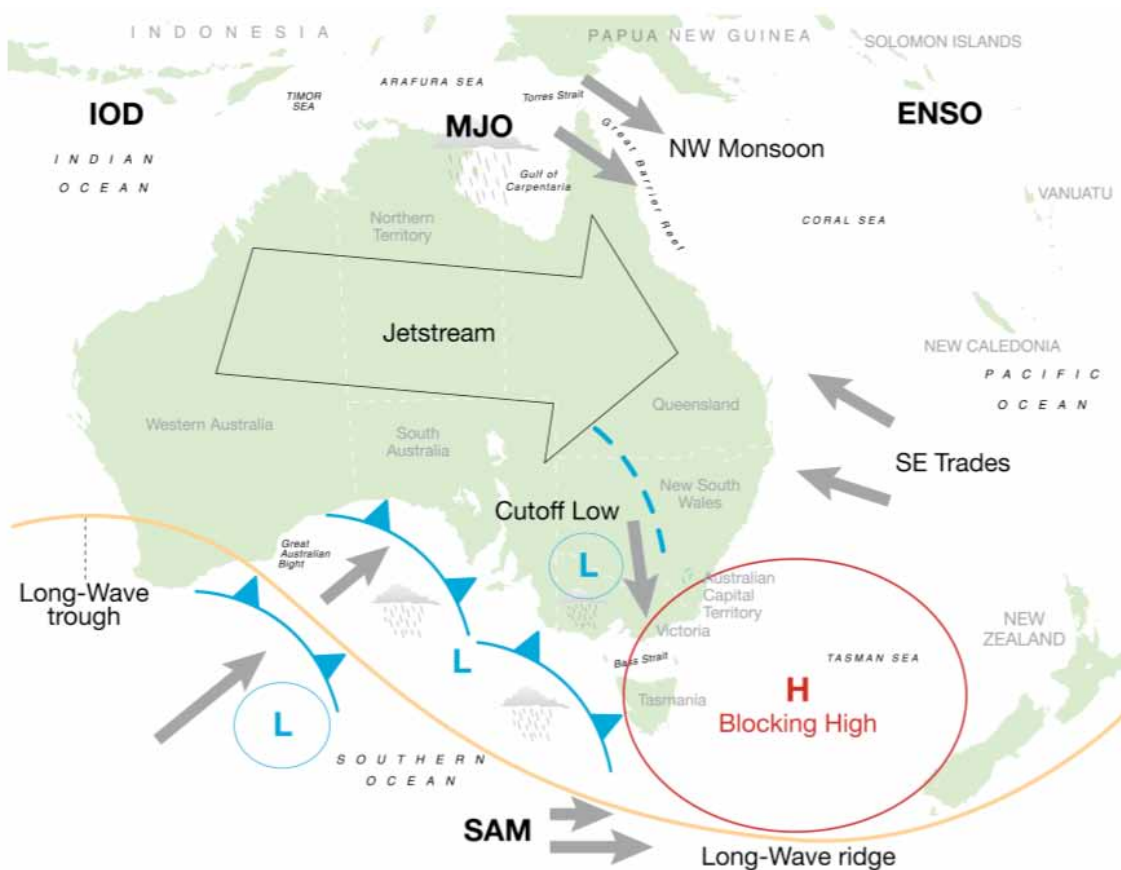 INDONESIA
PAPUA NEW GUINEA
SOLOMON ISLANDS
ARAFURA SEA
TIMOR
SEA
Torres Strait
IOD
MJO
ENSO
NW Monsoon
INDIAN
OCEAN
Gulf of
Carpentaria
Great Barrier Reef
VANUATU
CORAL SEA
Northern
Territory
Jetstream
NEW CALEDONIA
PACIFIC
OCEAN
Western Australia
South
Australia
Queensland
SE Trades
New South
Wales
Cutoff Low
Great
Australian
Bight
L
Australian
Capital
Territory
Long-Wave
trough
Victoria
NEW
ZEALAND
L
Bass Strait
TASMAN SEA
Tasmania
H
Blocking High
L
SOUTHERN
OCEAN
SAM
Long-Wave ridge